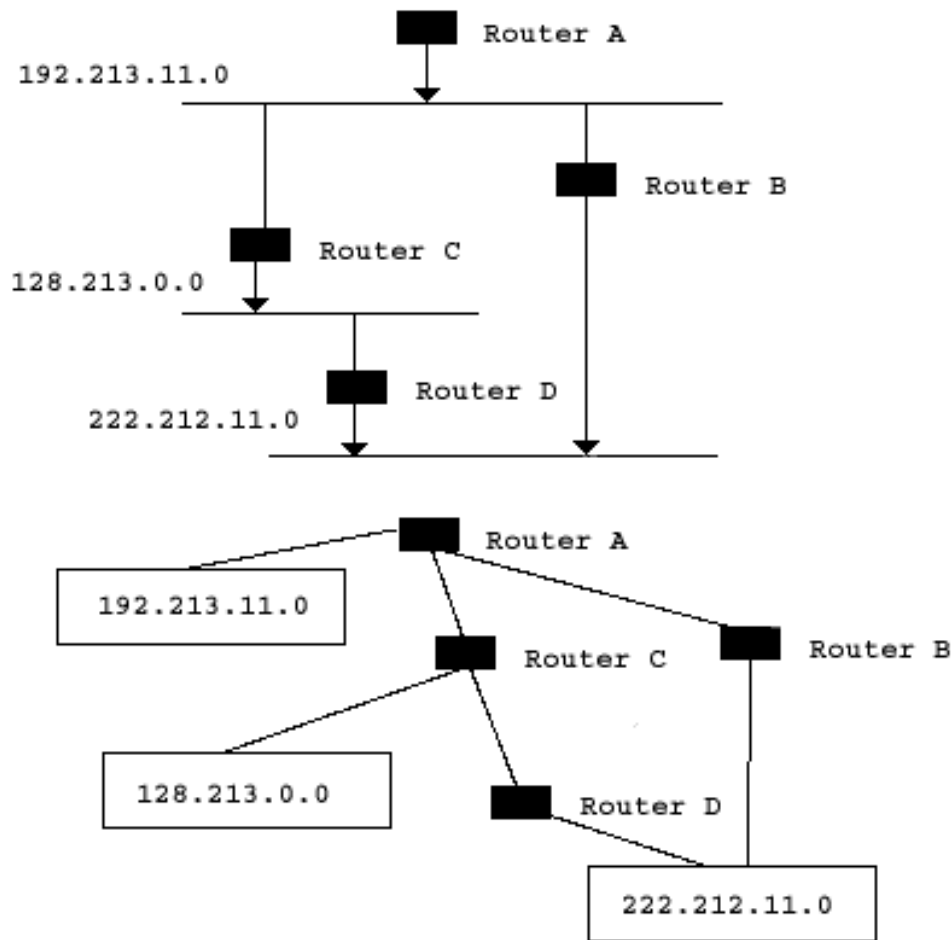 Router A
192.213.11.0
Router B
Router C
128.213.0.0
Router D
222.212.11.0
Router A
192.213.11.0
Router C
Router B
128.213.0.0
Router D
222.212.11.0